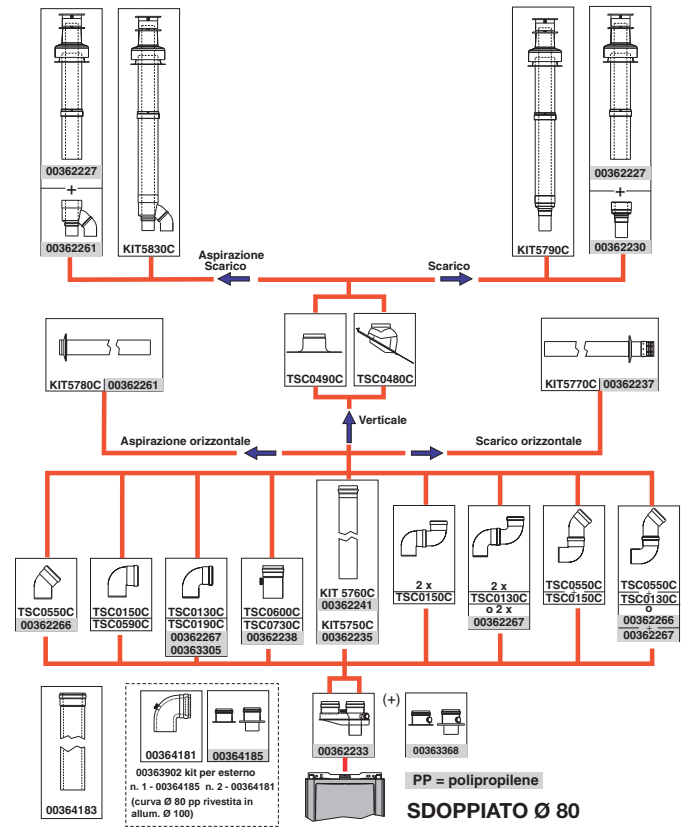 00362227
+
00362261
KIT5830C
KIT5790C
00362227
+
00362230
Aspirazione
Scarico
Scarico
TSC0490C
TSC0480C
KIT5780C 00362261
KIT5770C 00362237
Verticale
Aspirazione orizzontale
Scarico orizzontale
TSC0550C
00362266
TSC0150C
TSC0590C
TSC0130C
TSC0190C
00362267
00363305
TSC0600C
TSC0730C
00362238
KIT 5760C
00362241
KIT5750C
00362235
2 x
TSC0150C
2 x
TSC0130C
o 2 x
00362267
TSC0550C
+
TSC0150C
TSC0550C
+
TSC0130C
o
00362266
+
00362267
00364183
00364181
00364185
00363902 kit per esterno
n. 1 - 00364185 n. 2 - 00364181
(curva Ø 80 pp rivestita in
allum. Ø 100)
00362233
(+)
00363368
PP = polipropilene
SDOPPIATO Ø 80